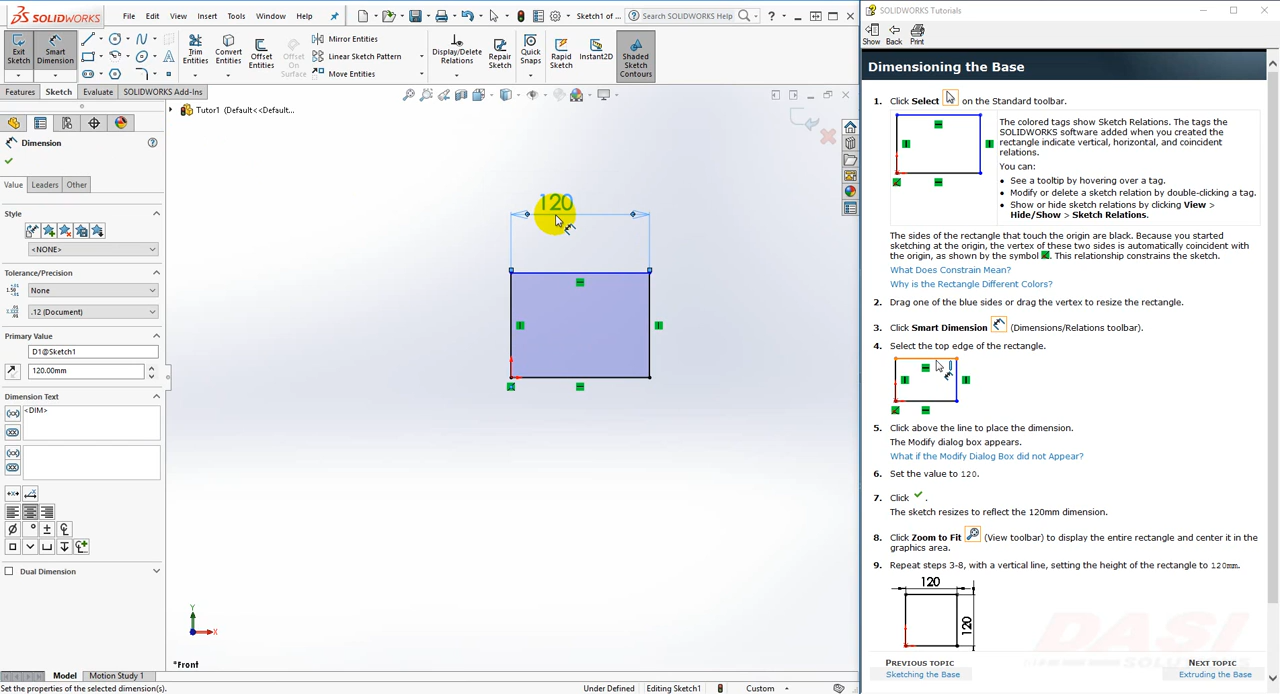 SOLIDWORKS
File Edit View Insert Tools Window Help
Sketch1 of ...
Search SOLIDWORKS Help
Exit Sketch
Smart Dimension
Trim Entities
Convert Entities
Offset Entities
Offset On Surface
Mirror Entities
Linear Sketch Pattern
Move Entities
Display/Delete Relations
Repair Sketch
Quick Snaps
Rapid Sketch
Instant2D
Shaded Sketch Contours
Features Sketch Evaluate SOLIDWORKS Add-Ins
Tutor1 (Default<<Default...
Dimension
Value Leaders Other
Style
<NONE>
Tolerance/Precision
None
.12 (Document)
Primary Value
D1@Sketch1
120.00mm
Dimension Text
<DIM>
Dual Dimension
120
Y
X
*Front
Model Motion Study 1
Set the properties of the selected dimension(s).
Under Defined Editing Sketch1 Custom
SOLIDWORKS Tutorials
Show Back Print
Dimensioning the Base
1. Click Select on the Standard toolbar.
The colored tags show Sketch Relations. The tags the
SOLIDWORKS software added when you created the
rectangle indicate vertical, horizontal, and coincident
relations.
You can:
• See a tooltip by hovering over a tag.
• Modify or delete a sketch relation by double-clicking a tag.
• Show or hide sketch relations by clicking View >
Hide/Show > Sketch Relations.
The sides of the rectangle that touch the origin are black. Because you started
sketching at the origin, the vertex of these two sides is automatically coincident with
the origin, as shown by the symbol . This relationship constrains the sketch.
What Does Constrain Mean?
Why is the Rectangle Different Colors?
2. Drag one of the blue sides or drag the vertex to resize the rectangle.
3. Click Smart Dimension (Dimensions/Relations toolbar).
4. Select the top edge of the rectangle.
5. Click above the line to place the dimension.
The Modify dialog box appears.
What if the Modify Dialog Box did not Appear?
6. Set the value to 120.
7. Click .
The sketch resizes to reflect the 120mm dimension.
8. Click Zoom to Fit (View toolbar) to display the entire rectangle and center it in the
graphics area.
9. Repeat steps 3-8, with a vertical line, setting the height of the rectangle to 120mm.
120
120
DASI
SOLUTIONS
PREVIOUS TOPIC
Sketching the Base
NEXT TOPIC
Extruding the Base